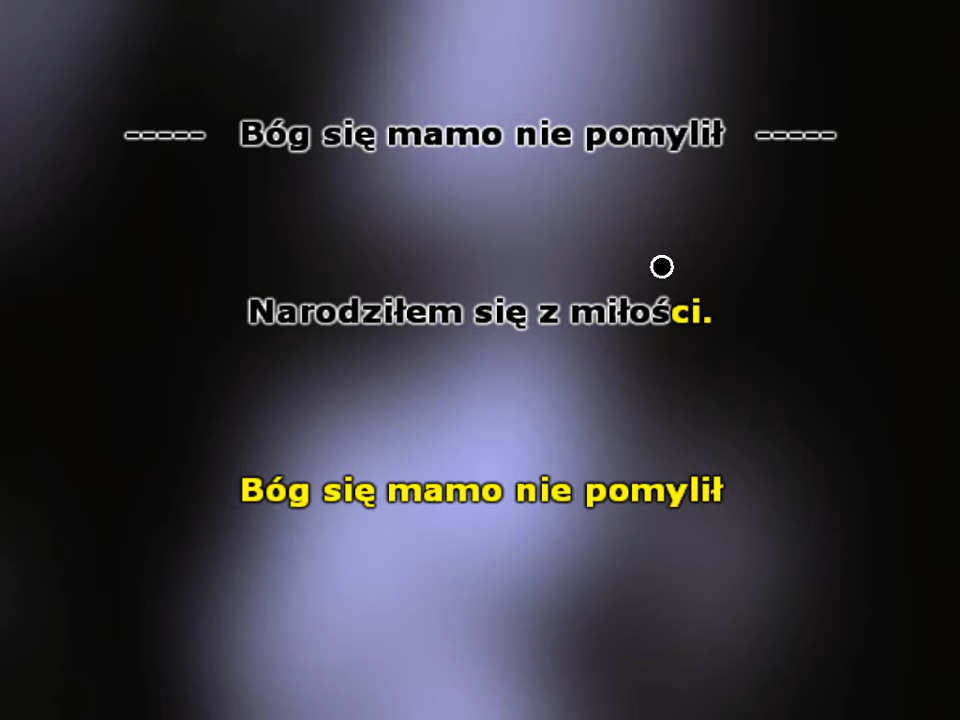 ----- Bóg się mamo nie pomylił -----
Narodziłem się z miłości.
Bóg się mamo nie pomylił